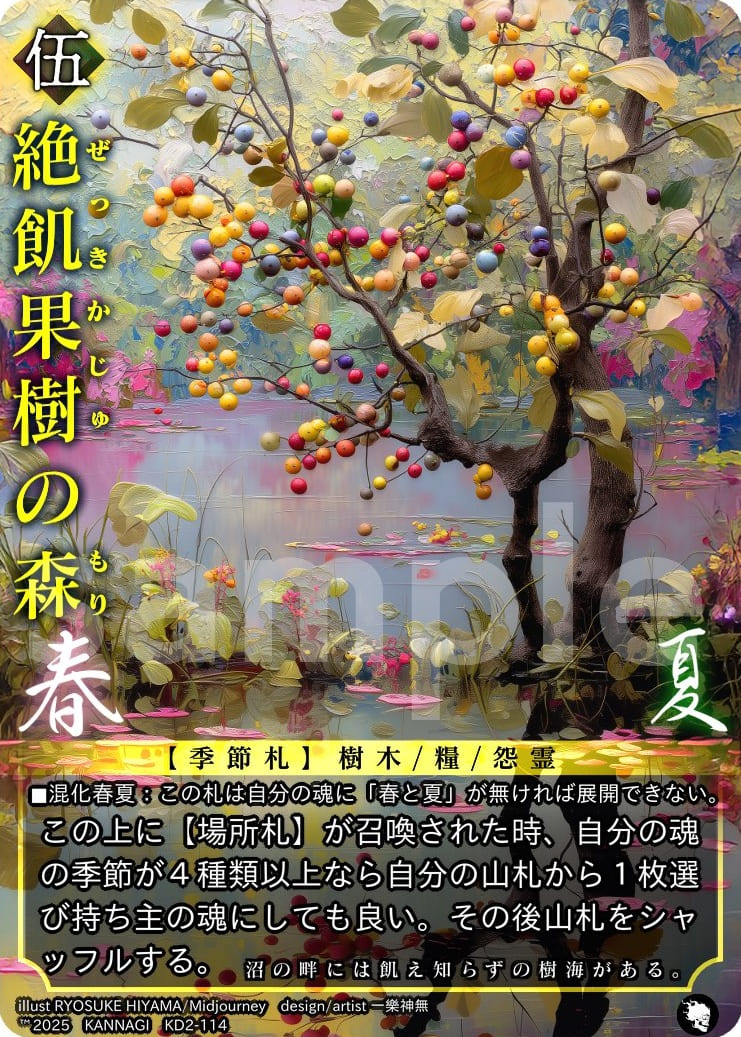 伍
絶飢果樹の森
ぜっきかじゅ
もり
春
夏
sample
【季節札】樹木/糧/怨霊
■混化春夏：この札は自分の魂に「春と夏」が無ければ展開できない。
この上に【場所札】が召喚された時、自分の魂
の季節が４種類以上なら自分の山札から１枚選
び持ち主の魂にしても良い。その後山札をシャ
ッフルする。 沼の畔には飢え知らずの樹海がある。
illust RYOSUKE HIYAMA/Midjourney design/artist 一樂神無
™2025 KANNAGI KD2-114